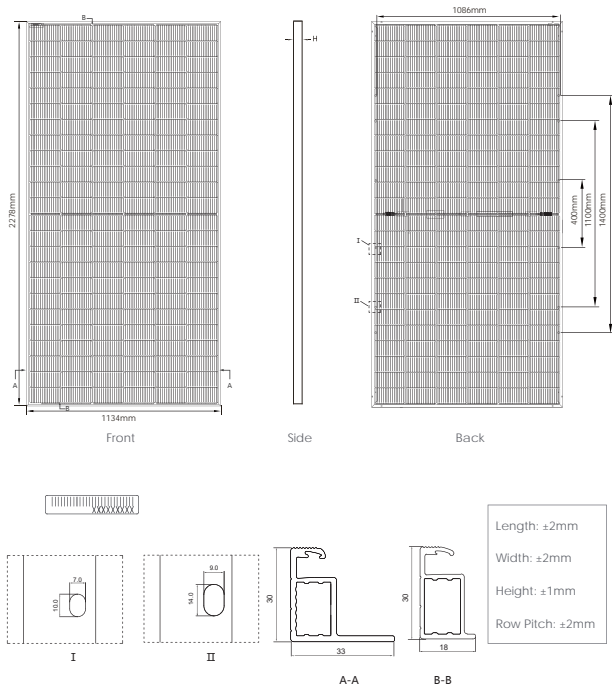 B
2278mm
A
A
B
1134mm
Front
H
Side
1086mm
400mm
1100mm
1400mm
I
II
Back
7.0
10.0
I
9.0
14.0
II
30
33
A-A
30
18
B-B
Length: ±2mm
Width: ±2mm
Height: ±1mm
Row Pitch: ±2mm